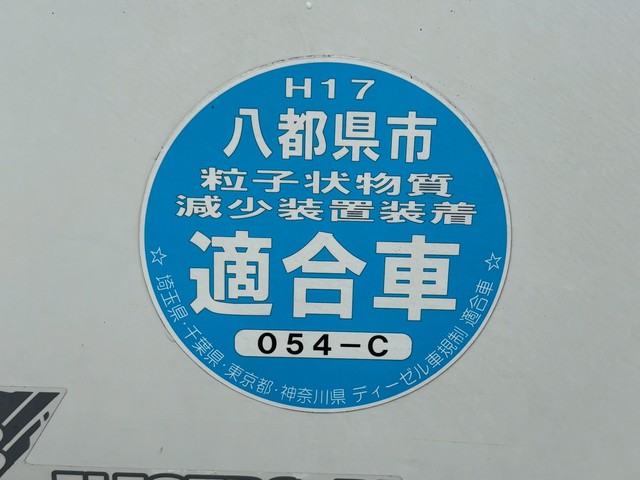 H17
八都県市
粒子状物質
減少装置装着
適合車
054-C
☆埼玉県・千葉県・東京都・神奈川県 ディーゼル車規制 適合車☆